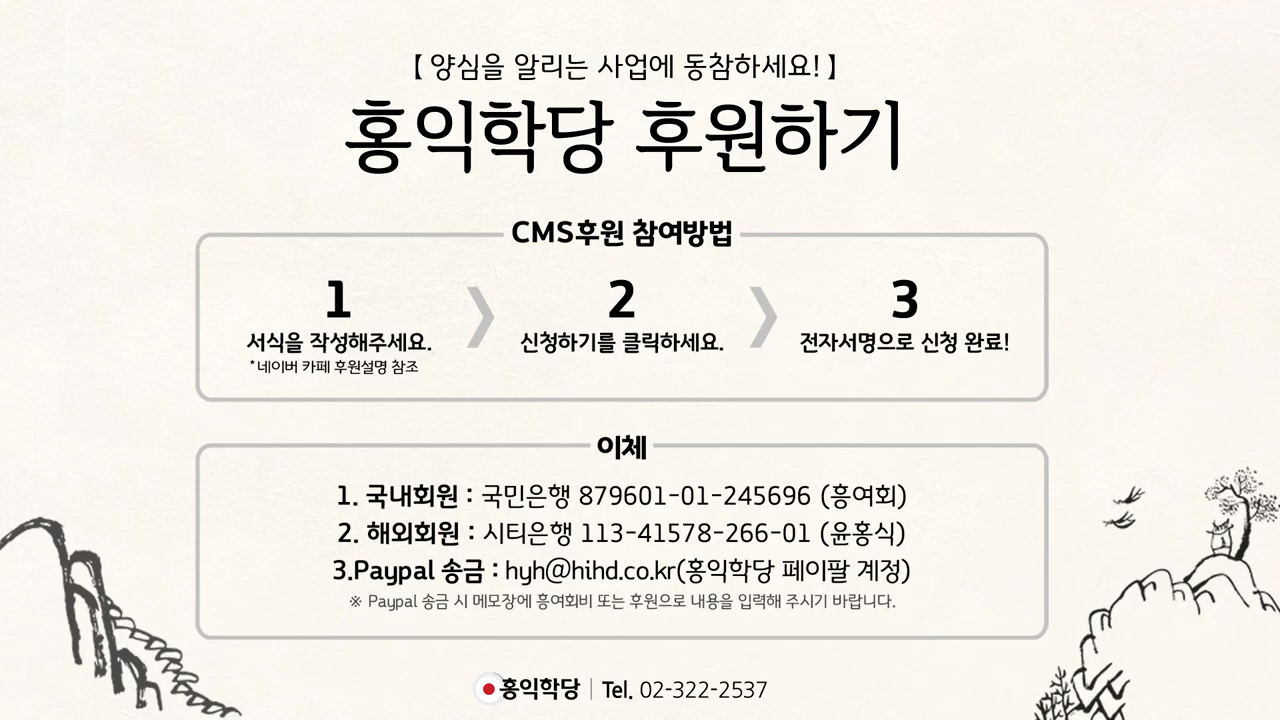 【 양심을 알리는 사업에 동참하세요! 】
홍익학당 후원하기
CMS후원 참여방법
1
서식을 작성해주세요.
*네이버 카페 후원설명 참조
2
신청하기를 클릭하세요.
3
전자서명으로 신청 완료!
이체
1. 국내회원 : 국민은행 879601-01-245696 (흥여회)
2. 해외회원 : 시티은행 113-41578-266-01 (윤홍식)
3.Paypal 송금 : hyh@hihd.co.kr(홍익학당 페이팔 계정)
※ Paypal 송금 시 메모장에 흥여회비 또는 후원으로 내용을 입력해 주시기 바랍니다.
홍익학당 | Tel. 02-322-2537